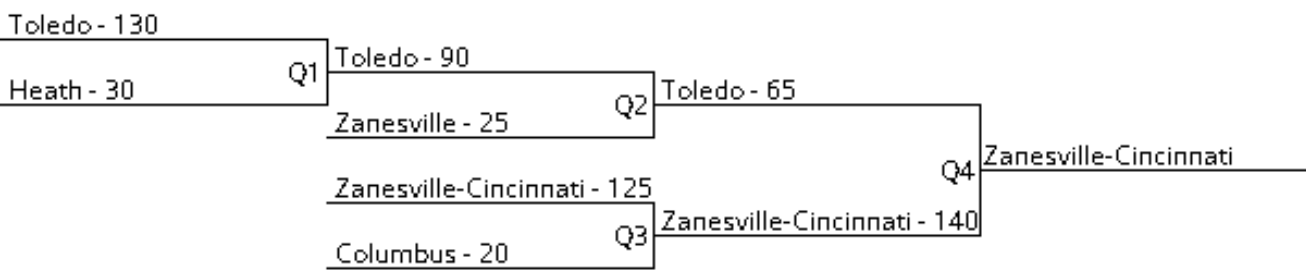 Toledo - 130
Heath - 30
Q1
Toledo - 90
Zanesville - 25
Q2
Toledo - 65
Zanesville-Cincinnati - 125
Columbus - 20
Q3
Zanesville-Cincinnati - 140
Q4
Zanesville-Cincinnati